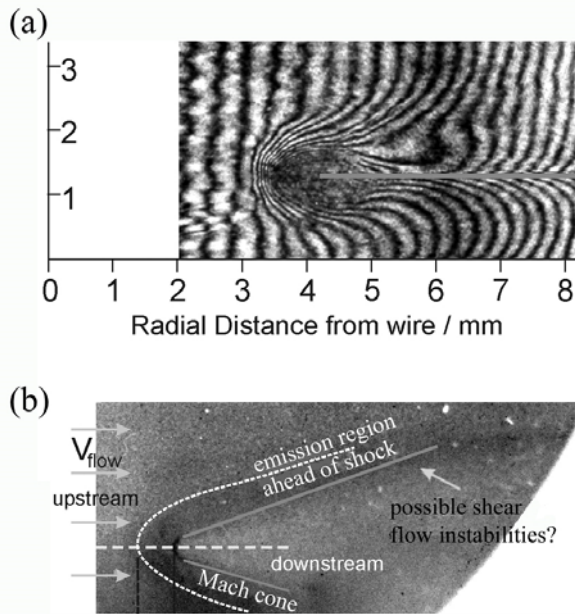 (a)
3
2
1
0 1 2 3 4 5 6 7 8
Radial Distance from wire / mm
(b)
Vflow
upstream
emission region
ahead of shock
possible shear
flow instabilities?
downstream
Mach cone